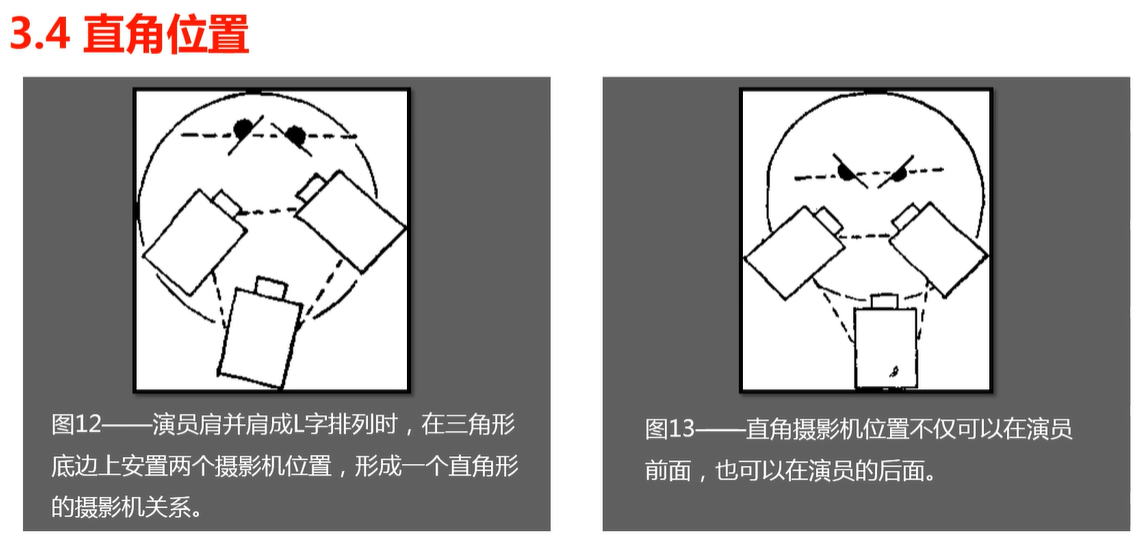 3.4 直角位置
图12——演员肩并肩成L字排列时，在三角形
底边上安置两个摄影机位置，形成一个直角形
的摄影机关系。
图13——直角摄影机位置不仅可以在演员
前面，也可以在演员的后面。